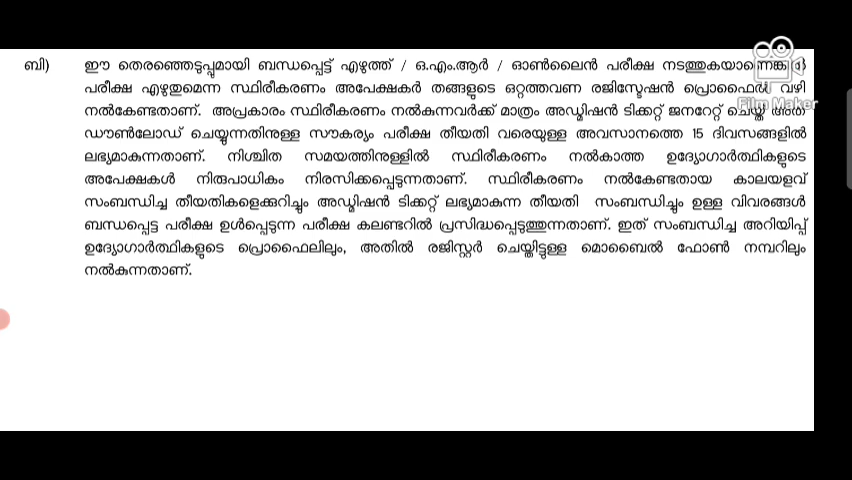 ബി) ഈ തെരഞ്ഞെടുപ്പുമായി ബന്ധപ്പെട്ട് എഴുത്ത് / ഒ.എം.ആർ / ഓൺലൈൻ പരീക്ഷ നടത്തുകയാണെങ്കിൽ
പരീക്ഷ എഴുതുമെന്ന സ്ഥിരീകരണം അപേക്ഷകർ തങ്ങളുടെ ഒറ്റത്തവണ രജിസ്ട്രേഷൻ പ്രൊഫൈൽ വഴി
നൽകേണ്ടതാണ്. അപ്രകാരം സ്ഥിരീകരണം നൽകുന്നവർക്ക് മാത്രം അഡ്മിഷൻ ടിക്കറ്റ് ജനറേറ്റ് ചെയ്ത് അത്
Film Maker
ഡൗൺലോഡ് ചെയ്യുന്നതിനുള്ള സൗകര്യം പരീക്ഷ തീയതി വരെയുള്ള അവസാനത്തെ 15 ദിവസങ്ങളിൽ
ലഭ്യമാകുന്നതാണ്. നിശ്ചിത സമയത്തിനുള്ളിൽ സ്ഥിരീകരണം നൽകാത്ത ഉദ്യോഗാർത്ഥികളുടെ
അപേക്ഷകൾ നിരുപാധികം നിരസിക്കപ്പെടുന്നതാണ്. സ്ഥിരീകരണം നൽകേണ്ടതായ കാലയളവ്
സംബന്ധിച്ച തീയതികളെക്കുറിച്ചും അഡ്മിഷൻ ടിക്കറ്റ് ലഭ്യമാകുന്ന തീയതി സംബന്ധിച്ചും ഉള്ള വിവരങ്ങൾ
ബന്ധപ്പെട്ട പരീക്ഷ ഉൾപ്പെടുന്ന പരീക്ഷ കലണ്ടറിൽ പ്രസിദ്ധപ്പെടുത്തുന്നതാണ്. ഇത് സംബന്ധിച്ച അറിയിപ്പ്
ഉദ്യോഗാർത്ഥികളുടെ പ്രൊഫൈലിലും, അതിൽ രജിസ്റ്റർ ചെയ്തിട്ടുള്ള മൊബൈൽ ഫോൺ നമ്പറിലും
നൽകുന്നതാണ്.